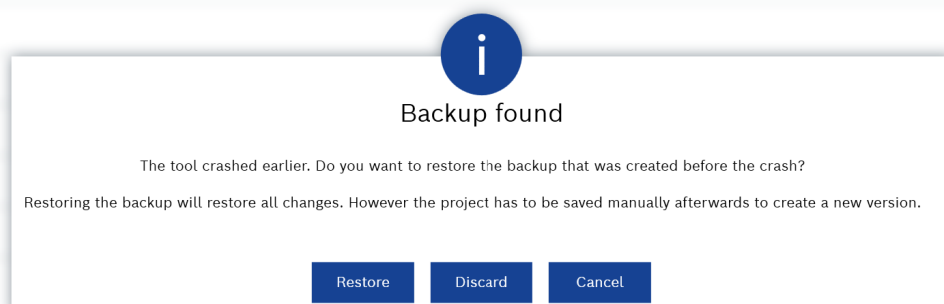 i
Backup found
The tool crashed earlier. Do you want to restore the backup that was created before the crash?
Restoring the backup will restore all changes. However the project has to be saved manually afterwards to create a new version.
Restore Discard Cancel